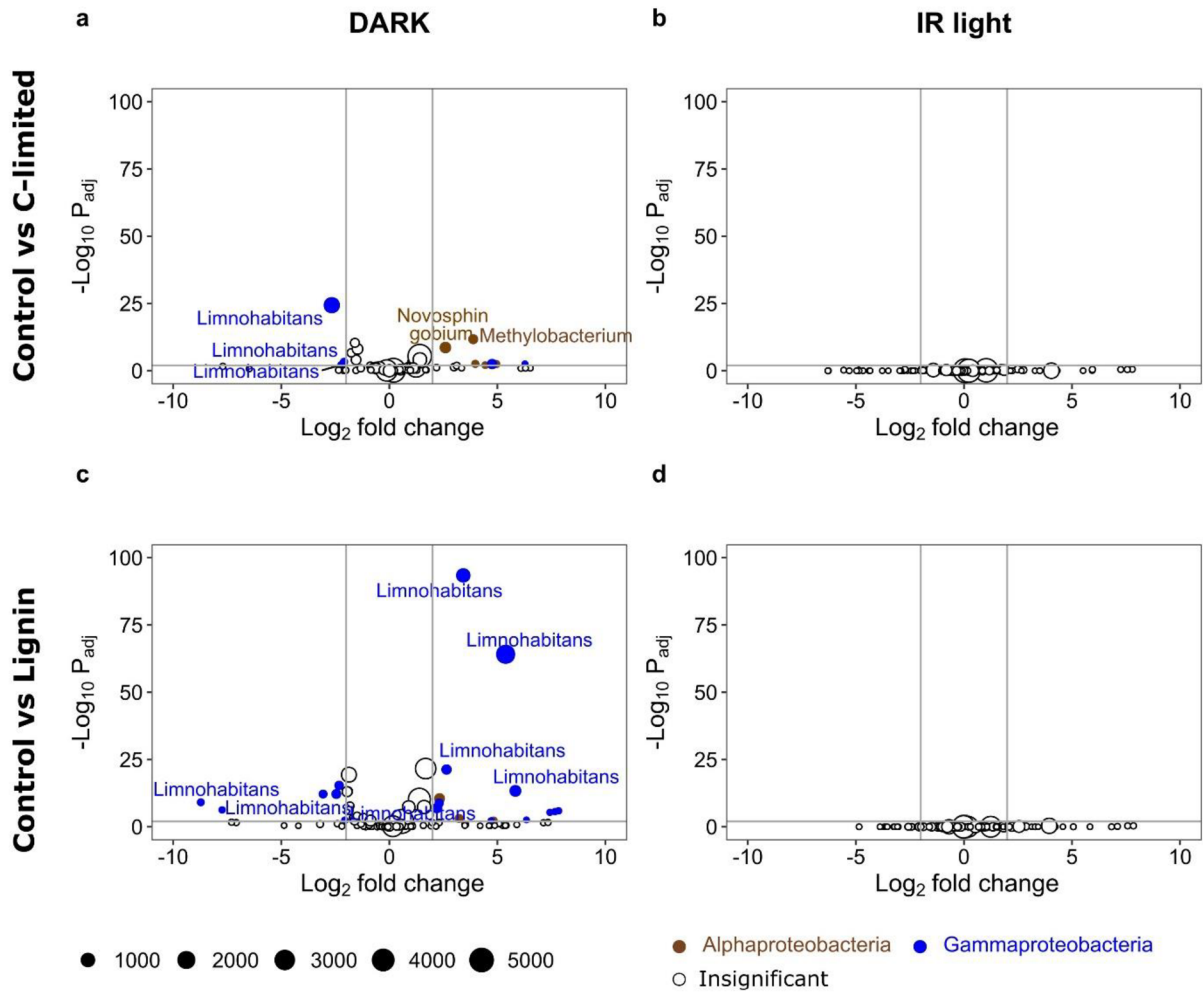 a
DARK
b
IR light
Control vs C-limited
100
75
50
25
0
-Log10 Padj
Limnohabitans
Limnohabitans
Limnohabitans
Novosphin
gobium
Methylobacterium
-10
-5
0
5
10
Log2 fold change
100
75
50
25
0
-Log10 Padj
-10
-5
0
5
10
Log2 fold change
c
d
Control vs Lignin
100
75
50
25
0
-Log10 Padj
Limnohabitans
Limnohabitans
Limnohabitans
Limnohabitans
Limnohabitans
Limnohabitans
Limnohabitans
-10
-5
0
5
10
Log2 fold change
100
75
50
25
0
-Log10 Padj
-10
-5
0
5
10
Log2 fold change
1000
2000
3000
4000
5000
Alphaproteobacteria
Gammaproteobacteria
Insignificant